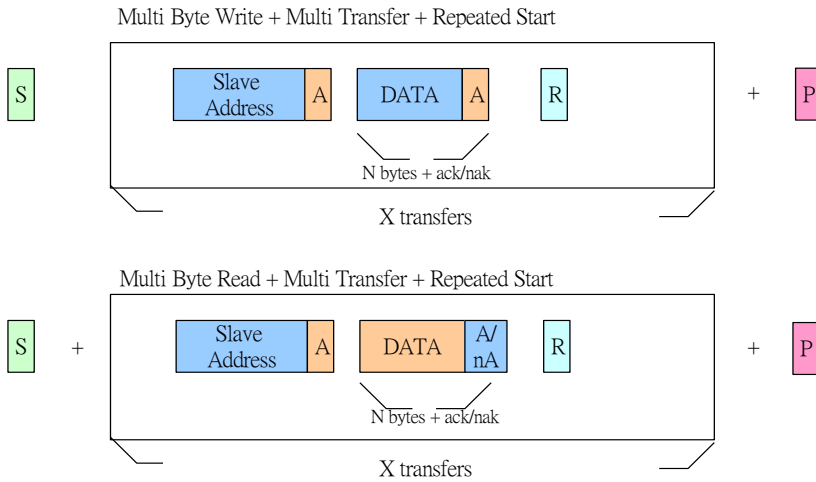 Multi Byte Write + Multi Transfer + Repeated Start
S
Slave
Address
A
DATA
A
R
+
P
N bytes + ack/nak
X transfers
Multi Byte Read + Multi Transfer + Repeated Start
S
+
Slave
Address
A
DATA
A/
nA
R
+
P
N bytes + ack/nak
X transfers